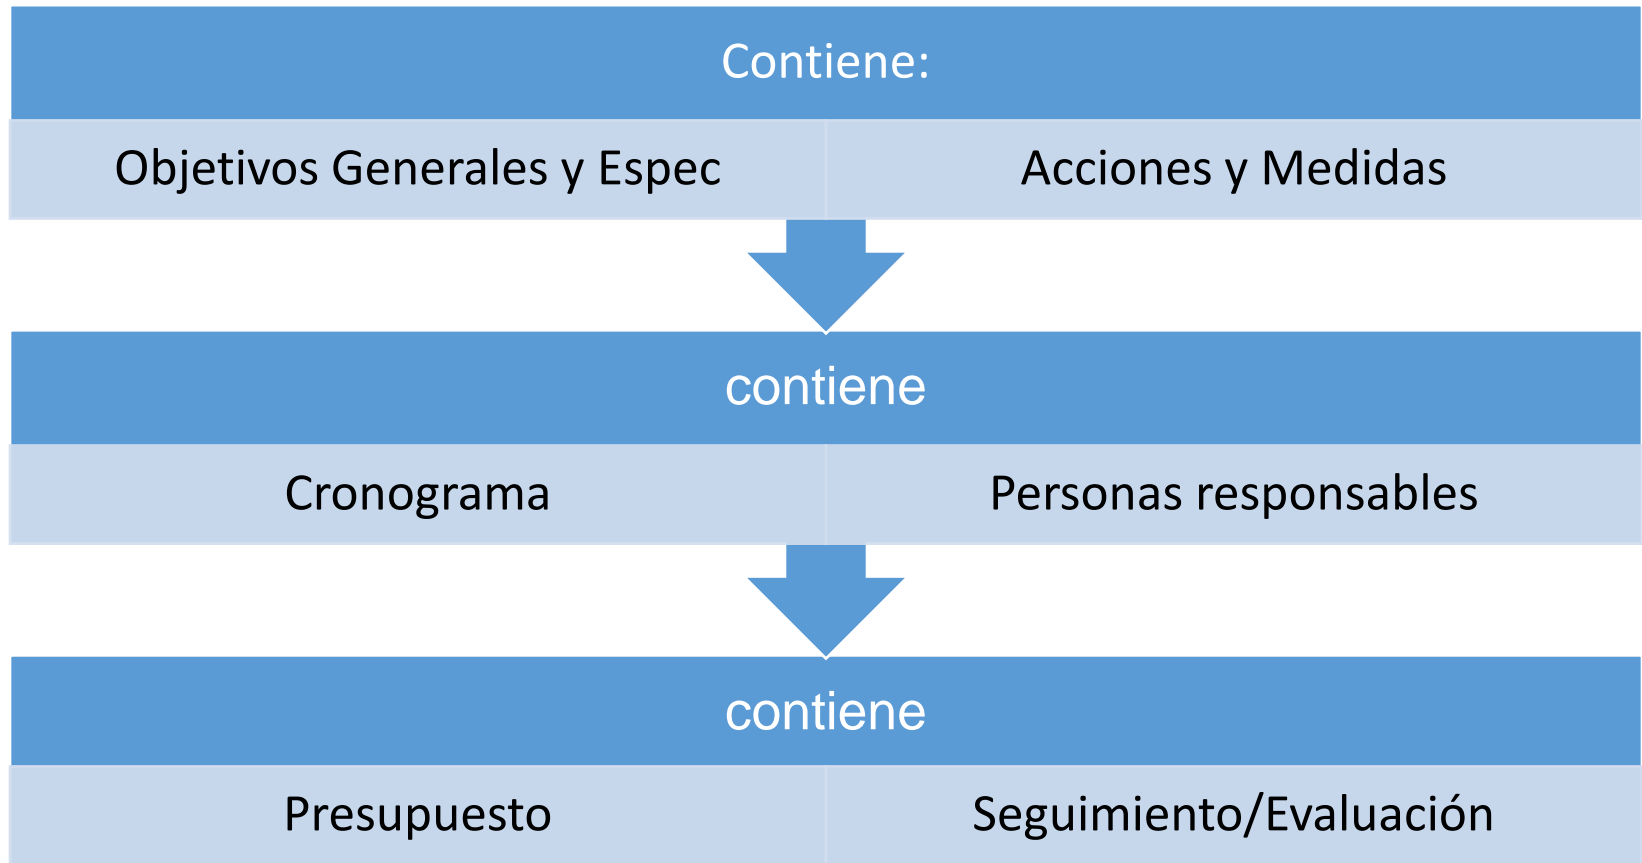 Contiene:
Objetivos Generales y Espec
Acciones y Medidas
contiene
Cronograma
Personas responsables
contiene
Presupuesto
Seguimiento/Evaluación